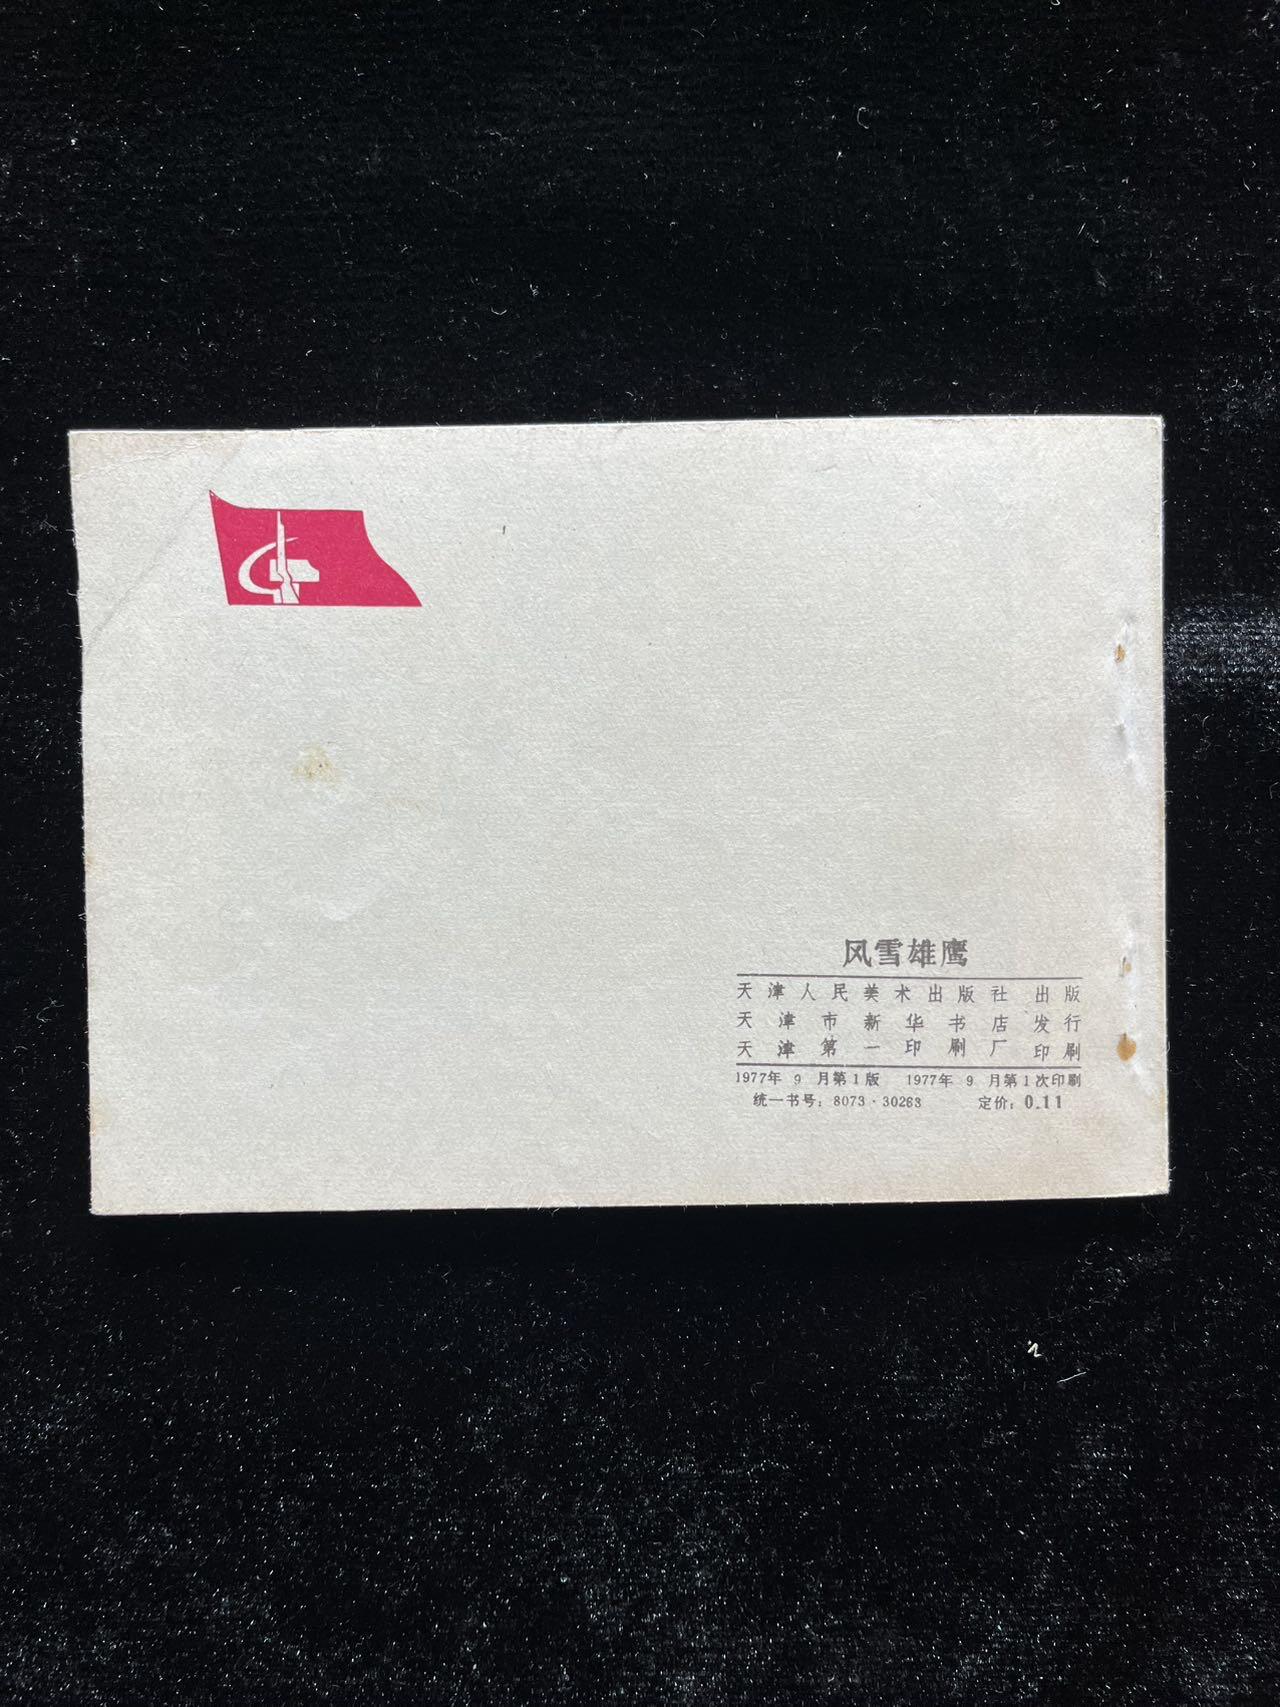 风雪雄鹰
天津人民美术出版社 出版
天津市新华书店 发行
天津第一印刷厂 印刷
1977年9月第1版 1977年9月第1次印刷
统一书号：8073·30263 定价：0.11